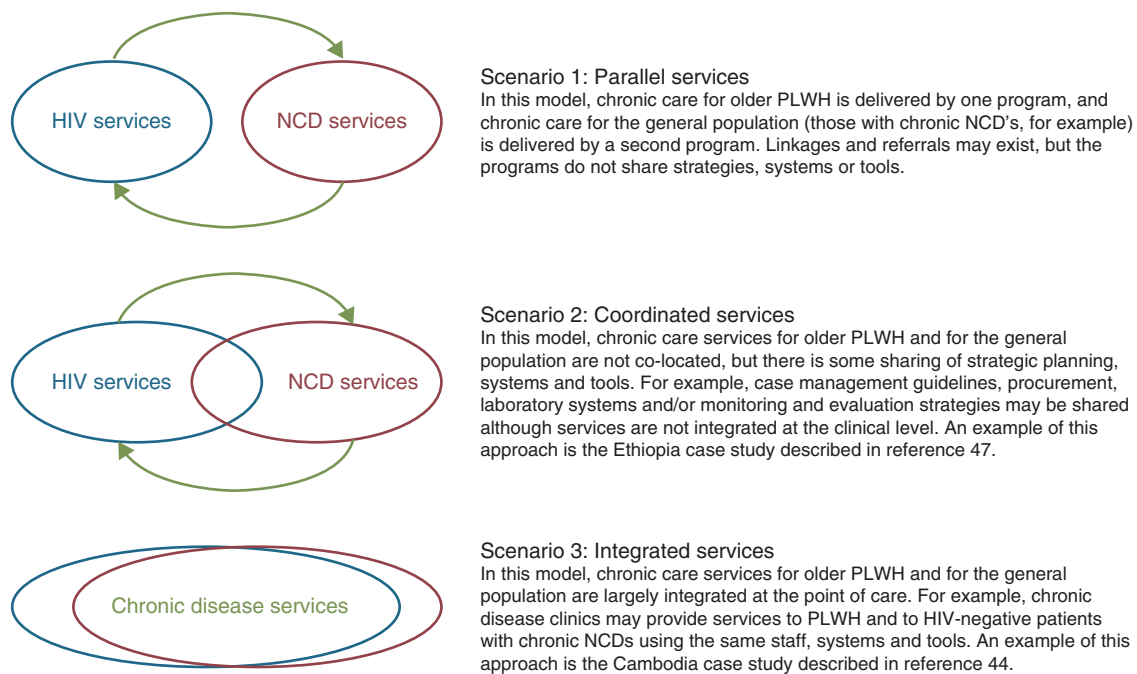 HIV services
NCD services
Scenario 1: Parallel services
In this model, chronic care for older PLWH is delivered by one program, and
chronic care for the general population (those with chronic NCD's, for example)
is delivered by a second program. Linkages and referrals may exist, but the
programs do not share strategies, systems or tools.
HIV services
NCD services
Scenario 2: Coordinated services
In this model, chronic care services for older PLWH and for the general
population are not co-located, but there is some sharing of strategic planning,
systems and tools. For example, case management guidelines, procurement,
laboratory systems and/or monitoring and evaluation strategies may be shared
although services are not integrated at the clinical level. An example of this
approach is the Ethiopia case study described in reference 47.
Chronic disease services
Scenario 3: Integrated services
In this model, chronic care services for older PLWH and for the general
population are largely integrated at the point of care. For example, chronic
disease clinics may provide services to PLWH and to HIV-negative patients
with chronic NCDs using the same staff, systems and tools. An example of this
approach is the Cambodia case study described in reference 44.